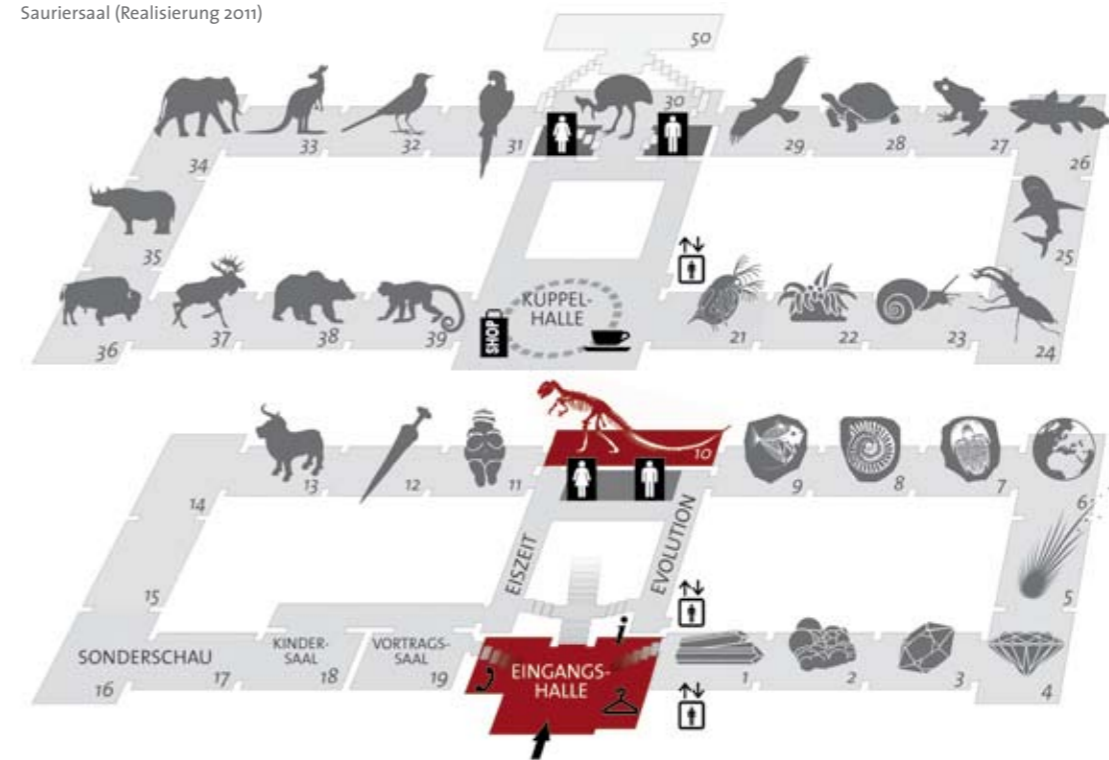 Sauriersaal (Realisierung 2011)
50
30
34
33
32
31
29
28
27
26
35
25
KUPPEL-
HALLE
SHOP
36
37
38
39
21
22
23
24
10
14
13
12
11
9
8
7
6
EISZEIT
EVOLUTION
15
5
i
SONDERSCHAU
KINDER-
SAAL
VORTRAGS-
SAAL
EINGANGS-
HALLE
16
17
18
19
1
2
3
4